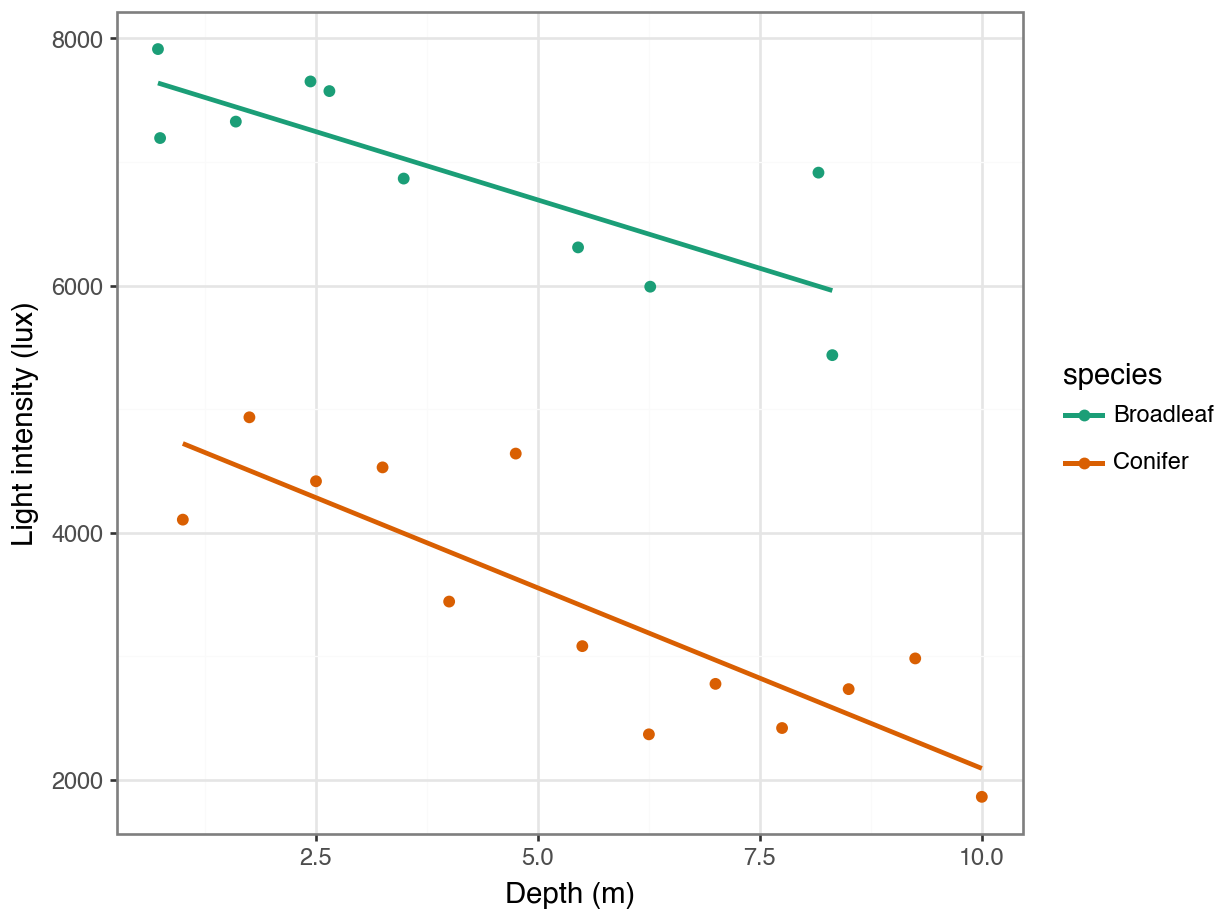 8000
6000
4000
2000
Light intensity (lux)
2.5 5.0 7.5 10.0
Depth (m)
species
Broadleaf
Conifer